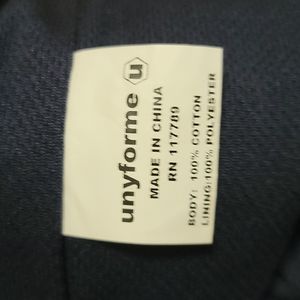 unyforme u
MADE IN CHINA
RN 117789
BODY: 100% COTTON
LINING:100% POLYESTER